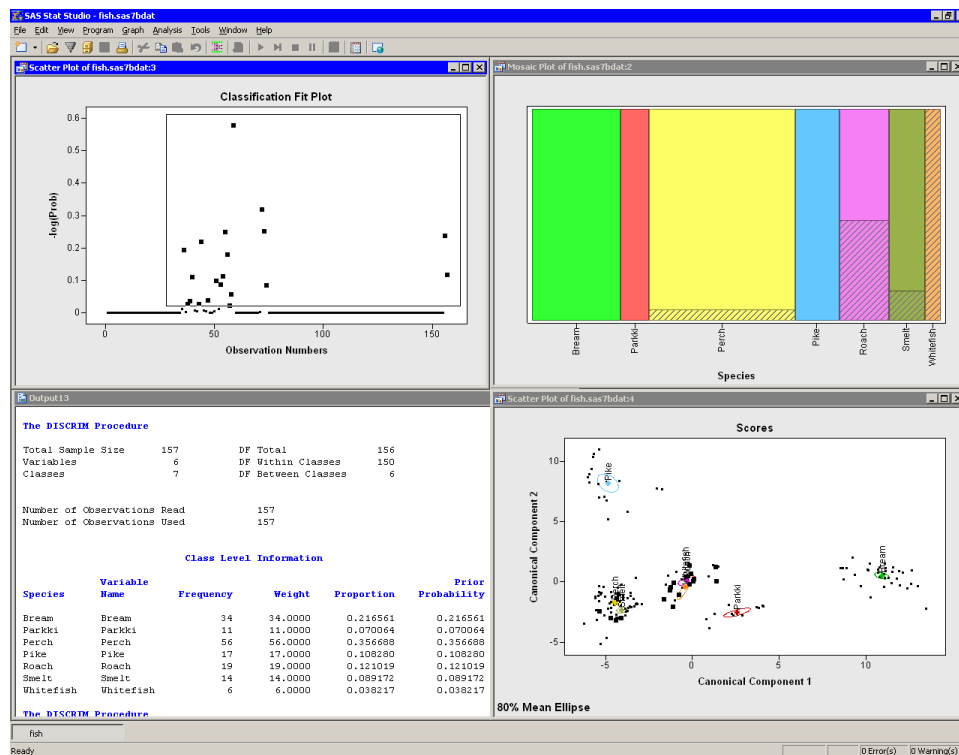 SAS Stat Studio - fish.sas7bdat
File Edit View Program Graph Analysis Tools Window Help
Scatter Plot of fish.sas7bdat:3
Classification Fit Plot
-log(Prob)
0.6
0.5
0.4
0.3
0.2
0.1
0
0 50 100 150
Observation Numbers
Mosaic Plot of fish.sas7bdat:2
Bream Parkki Perch Pike Roach Smelt Whitefish
Species
Output13
The DISCRIM Procedure
Total Sample Size 157 DF Total 156
Variables 6 DF Within Classes 150
Classes 7 DF Between Classes 6
Number of Observations Read 157
Number of Observations Used 157
Class Level Information
Variable Prior
Species Name Frequency Weight Proportion Probability
Bream Bream 34 34.0000 0.216561 0.216561
Parkki Parkki 11 11.0000 0.070064 0.070064
Perch Perch 56 56.0000 0.356688 0.356688
Pike Pike 17 17.0000 0.108280 0.108280
Roach Roach 19 19.0000 0.121019 0.121019
Smelt Smelt 14 14.0000 0.089172 0.089172
Whitefish Whitefish 6 6.0000 0.038217 0.038217
The DISCRIM Procedure
Scatter Plot of fish.sas7bdat:4
Scores
Canonical Component 2
10
5
0
-5
Pike
Parkki
-5 0 5 10
Canonical Component 1
80% Mean Ellipse
fish
Ready
0 Error(s) 0 Warning(s)